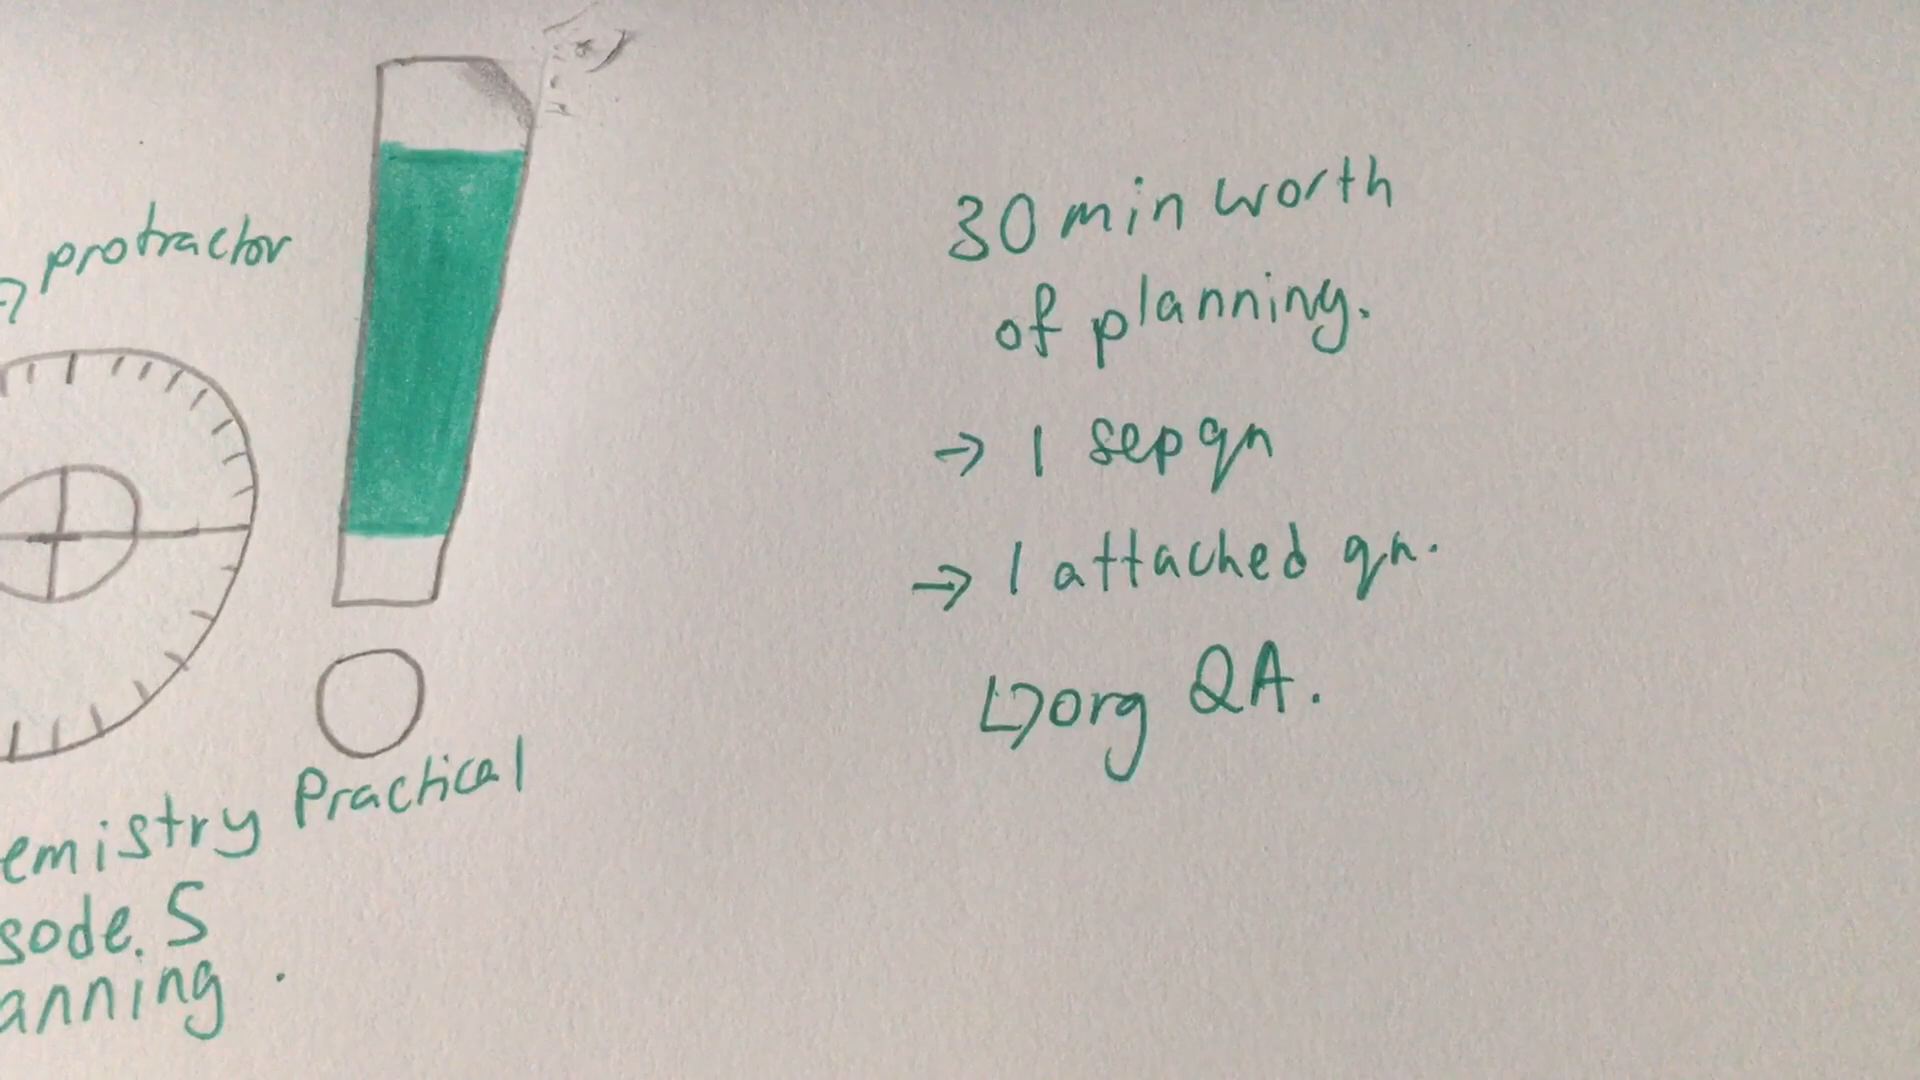 protractor
30 min worth
of planning.
→ 1 sep qn
→ 1 attached qn.
↳ org QA.
emistry Practical
sode. 5
anning.